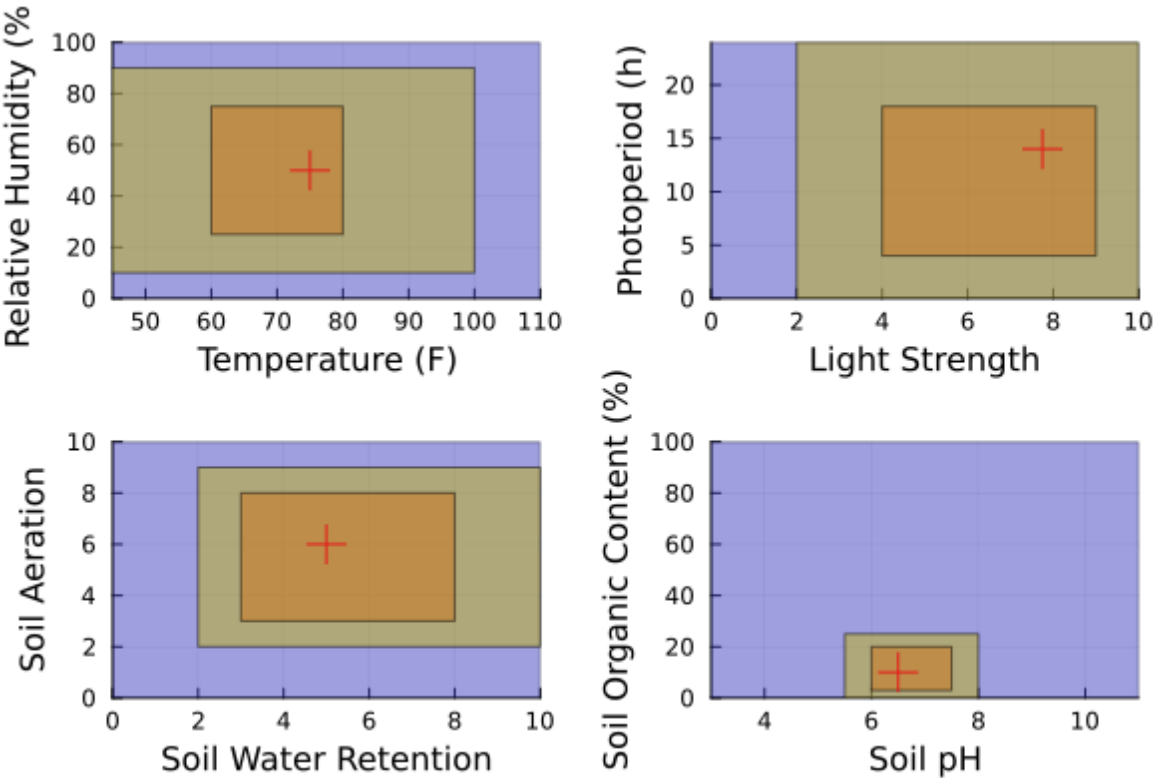 Relative Humidity (%
100
80
60
40
20
0
50 60 70 80 90 100 110
Temperature (F)
Photoperiod (h)
20
15
10
5
0
0 2 4 6 8 10
Light Strength
Soil Aeration
10
8
6
4
2
0
0 2 4 6 8 10
Soil Water Retention
Soil Organic Content (%)
100
80
60
40
20
0
4 6 8 10
Soil pH